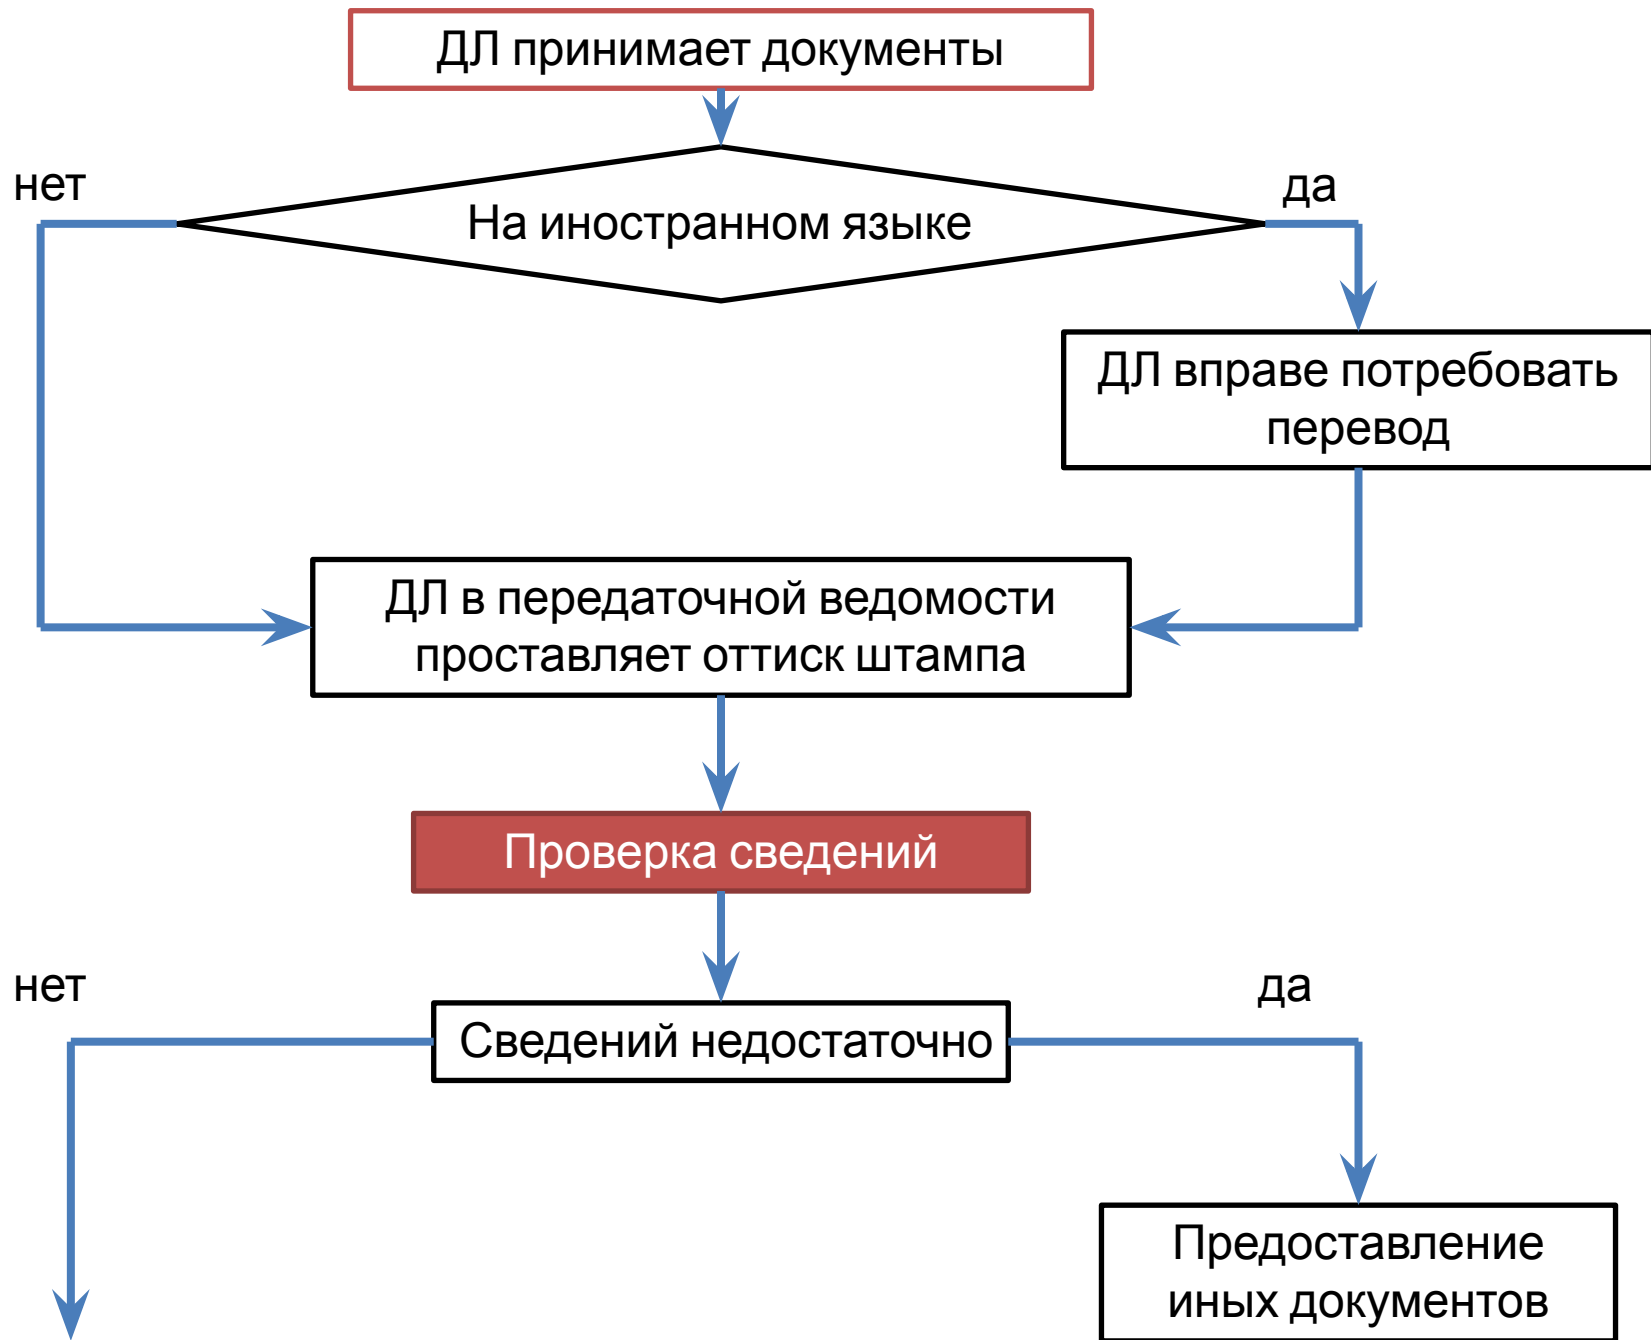 ДЛ принимает документы
нет
да
На иностранном языке
ДЛ вправе потребовать
перевод
ДЛ в передаточной ведомости
проставляет оттиск штампа
Проверка сведений
нет
да
Сведений недостаточно
Предоставление
иных документов